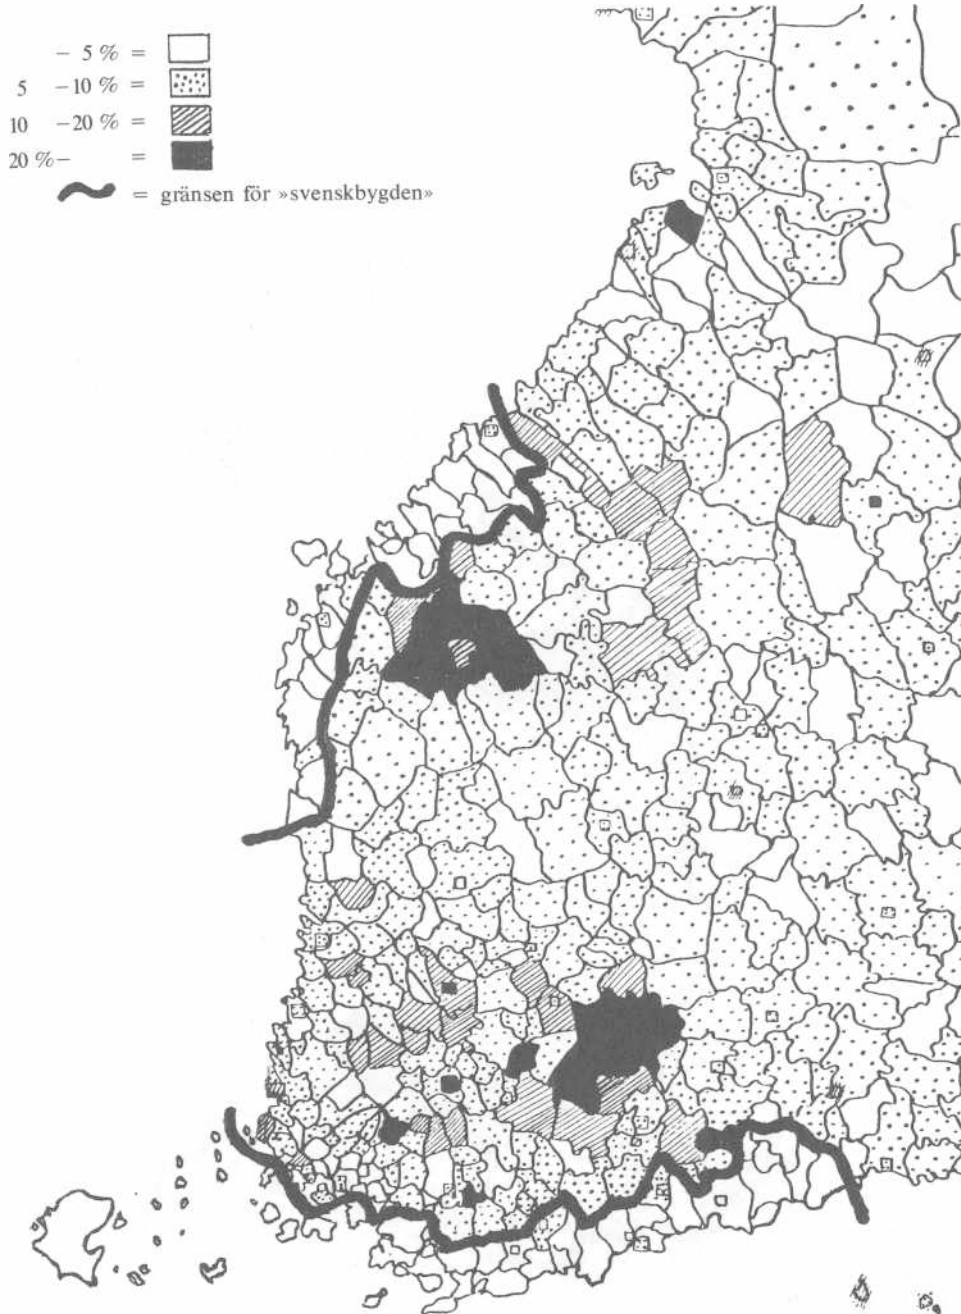 - 5 % =
5 -10 % =
10 -20 % =
20 %- =
= gränsen för »svenskbygden»